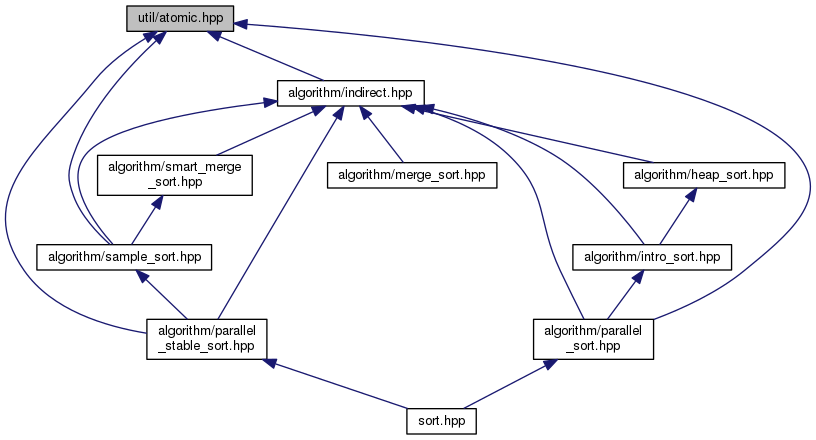 util/atomic.hpp
algorithm/indirect.hpp
algorithm/smart_merge
_sort.hpp
algorithm/merge_sort.hpp
algorithm/heap_sort.hpp
algorithm/sample_sort.hpp
algorithm/intro_sort.hpp
algorithm/parallel
_stable_sort.hpp
algorithm/parallel
_sort.hpp
sort.hpp